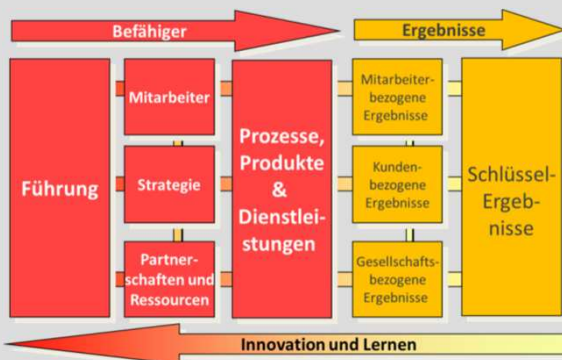 Befähiger
Ergebnisse
Führung
Mitarbeiter
Strategie
Partner-
schaften und
Ressourcen
Prozesse,
Produkte
&
Dienstlei-
stungen
Mitarbeiter-
bezogene
Ergebnisse
Kunden-
bezogene
Ergebnisse
Gesellschafts-
bezogene
Ergebnisse
Schlüssel-
Ergeb-
nisse
Innovation und Lernen